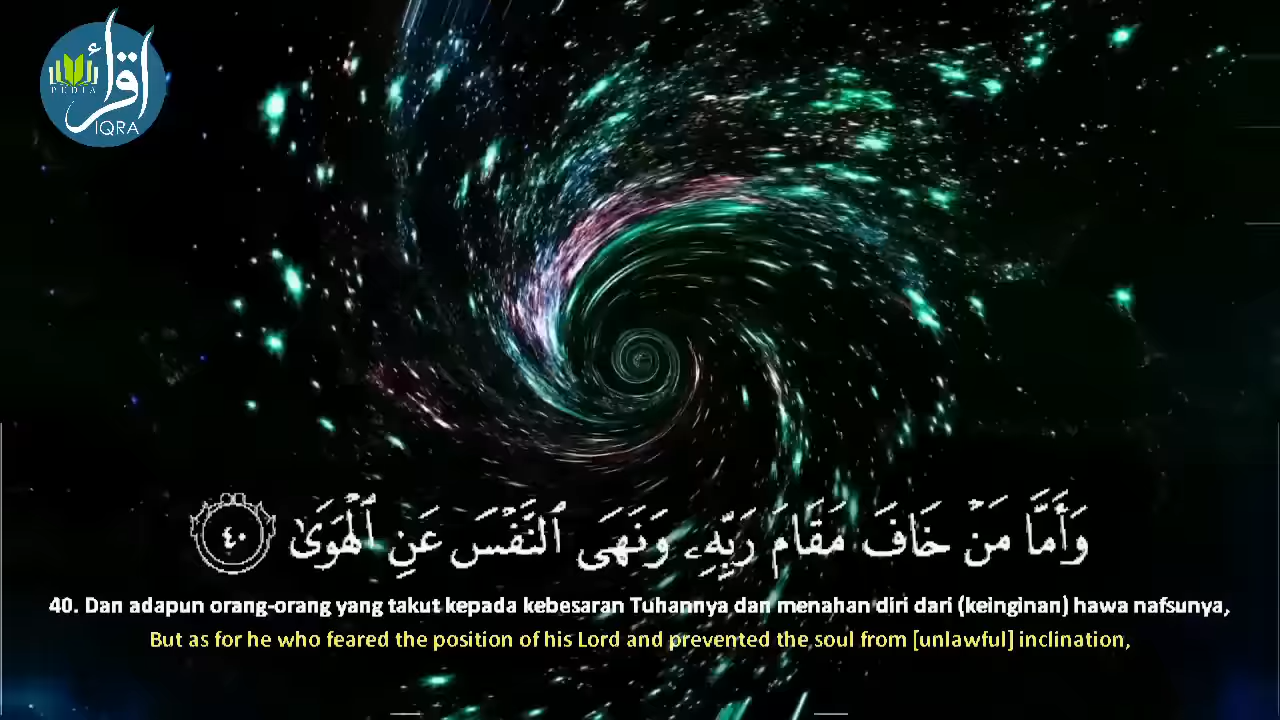 اقرأ
PEDIA
IQRA
وَأَمَّا مَنْ خَافَ مَقَامَ رَبِّهِۦ وَنَهَى ٱلنَّفْسَ عَنِ ٱلْهَوَىٰ ٤٠
40. Dan adapun orang-orang yang takut kepada kebesaran Tuhannya dan menahan diri dari (keinginan) hawa nafsunya,
But as for he who feared the position of his Lord and prevented the soul from [unlawful] inclination,